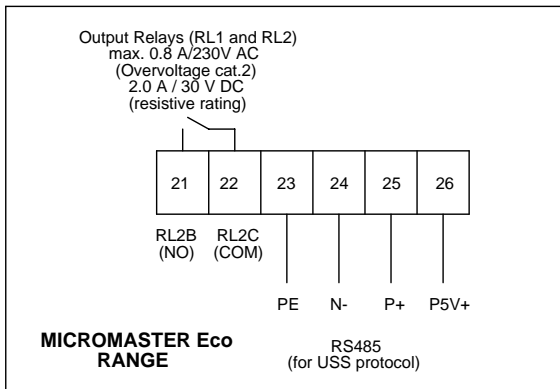 Output Relays (RL1 and RL2)
max. 0.8 A/230V AC
(Overvoltage cat.2)
2.0 A / 30 V DC
(resistive rating)
21 22 23 24 25 26
RL2B RL2C
(NO) (COM)
PE N- P+ P5V+
MICROMASTER Eco
RANGE
RS485
(for USS protocol)